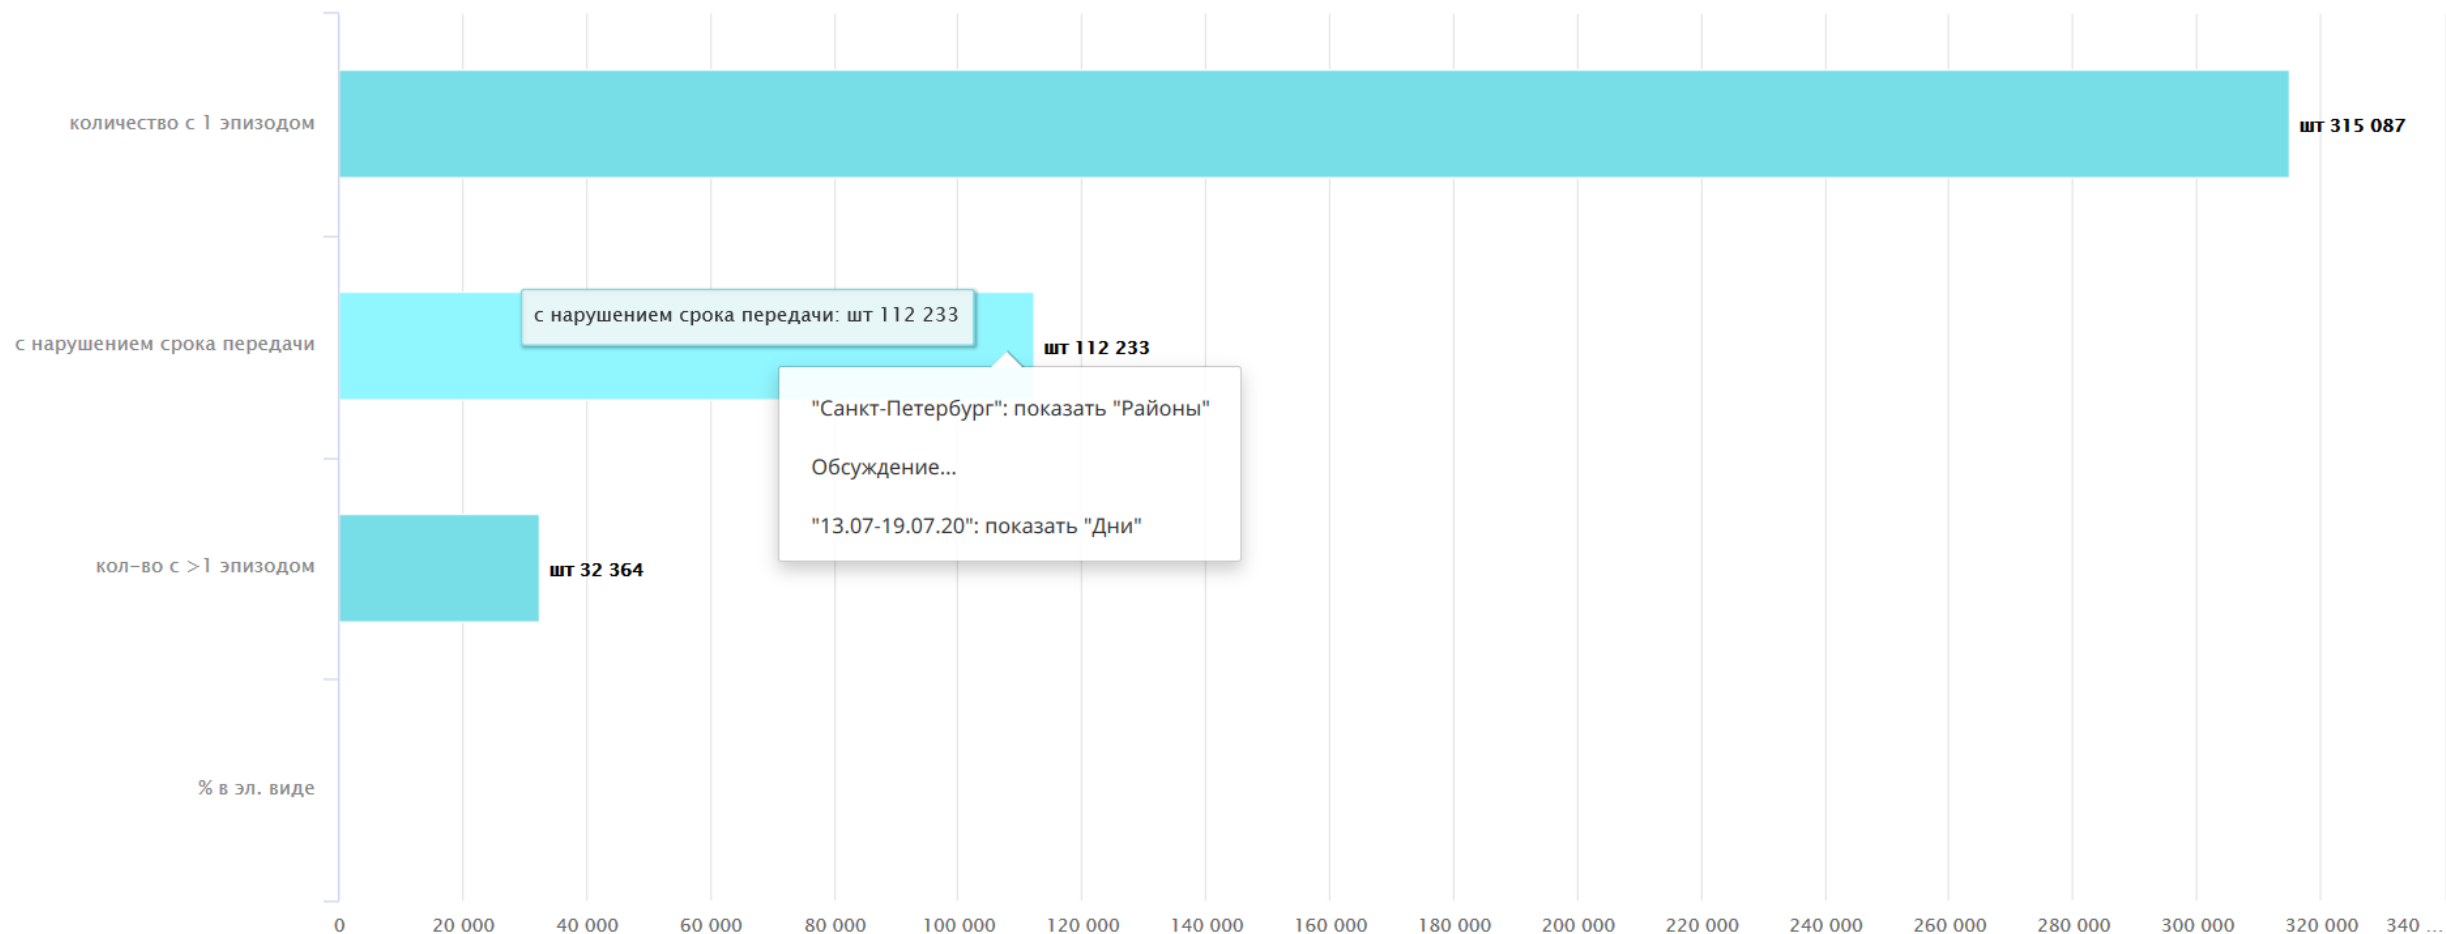 количество с 1 эпизодом
шт 315 087
с нарушением срока передачи: шт 112 233
с нарушением срока передачи
шт 112 233
"Санкт-Петербург": показать "Районы"
Обсуждение...
"13.07-19.07.20": показать "Дни"
кол-во с >1 эпизодом
шт 32 364
% в эл. виде
0 20 000 40 000 60 000 80 000 100 000 120 000 140 000 160 000 180 000 200 000 220 000 240 000 260 000 280 000 300 000 320 000 340 ...